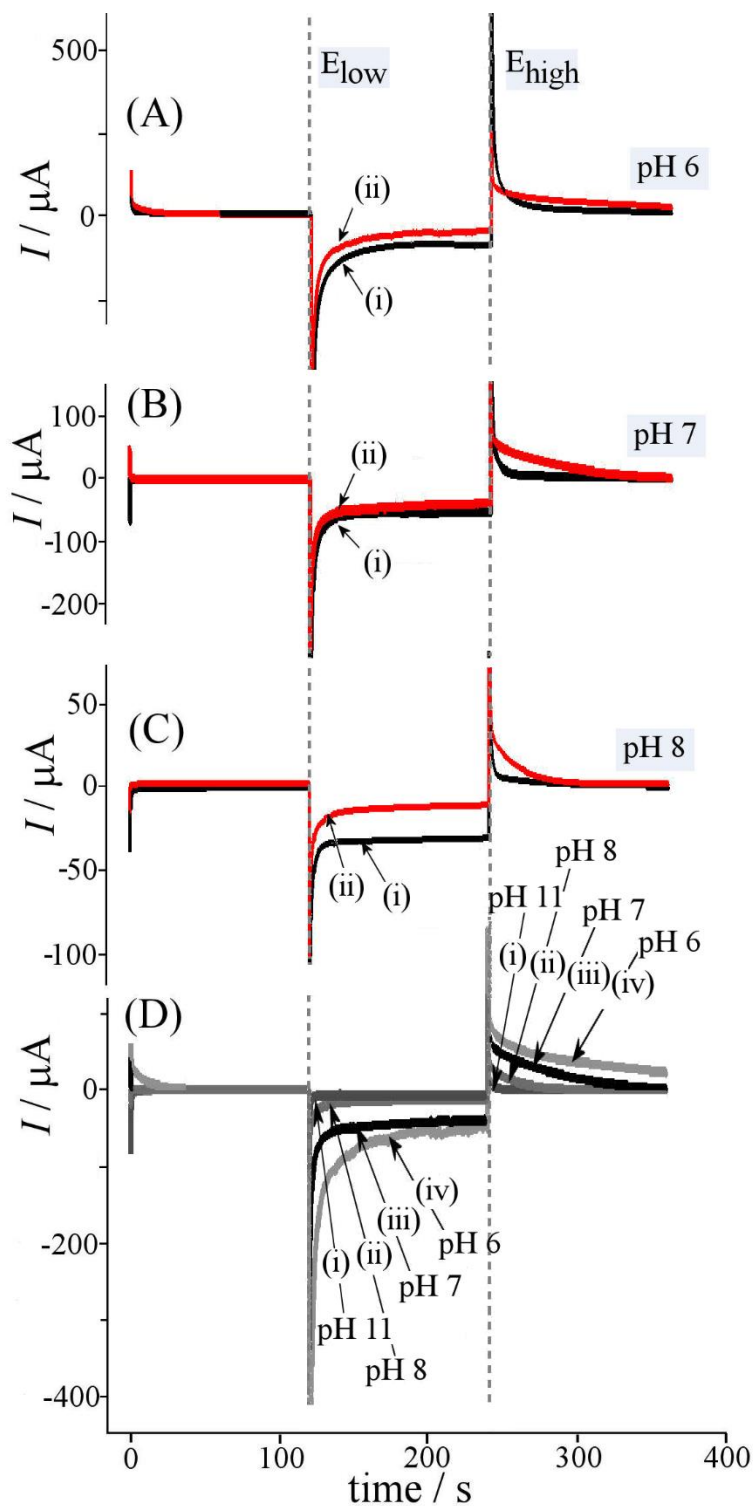 E_low
E_high
500
0
I / µA
(A)
pH 6
(ii)
(i)
(B)
100
0
-100
-200
I / µA
pH 7
(ii)
(i)
(C)
50
0
-50
-100
I / µA
pH 8
(ii)
(i)
pH 8
pH 11
pH 7
pH 6
(i)
(ii)
(iii)
(iv)
(D)
0
-200
-400
I / µA
(iv)
(iii)
(ii)
(i)
pH 6
pH 7
pH 11
pH 8
0
200
300
400
time / s